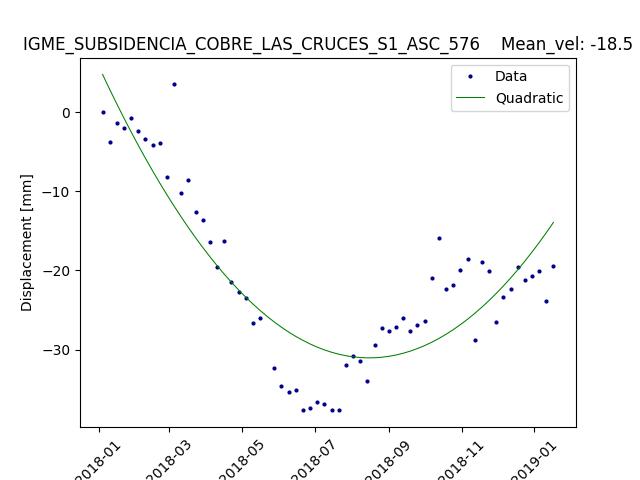 IGME_SUBSIDENCIA_COBRE_LAS_CRUCES_S1_ASC_576 Mean_vel: -18.5
Data
Quadratic
Displacement [mm]
0
−10
−20
−30
2018-01
2018-03
2018-05
2018-07
2018-09
2018-11
2019-01